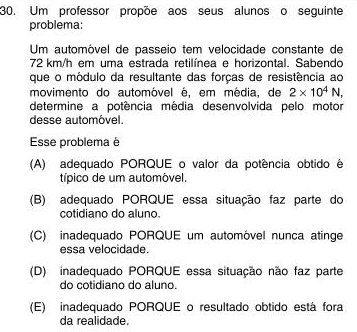 30. Um professor propõe aos seus alunos o seguinte
problema:
Um automóvel de passeio tem velocidade constante de
72 km/h em uma estrada retilínea e horizontal. Sabendo
que o módulo da resultante das forças de resistência ao
movimento do automóvel é, em média, de 2 × 10⁴ N,
determine a potência média desenvolvida pelo motor
desse automóvel.
Esse problema é
(A) adequado PORQUE o valor da potência obtido é
típico de um automóvel.
(B) adequado PORQUE essa situação faz parte do
cotidiano do aluno.
(C) inadequado PORQUE um automóvel nunca atinge
essa velocidade.
(D) inadequado PORQUE essa situação não faz parte
do cotidiano do aluno.
(E) inadequado PORQUE o resultado obtido está fora
da realidade.